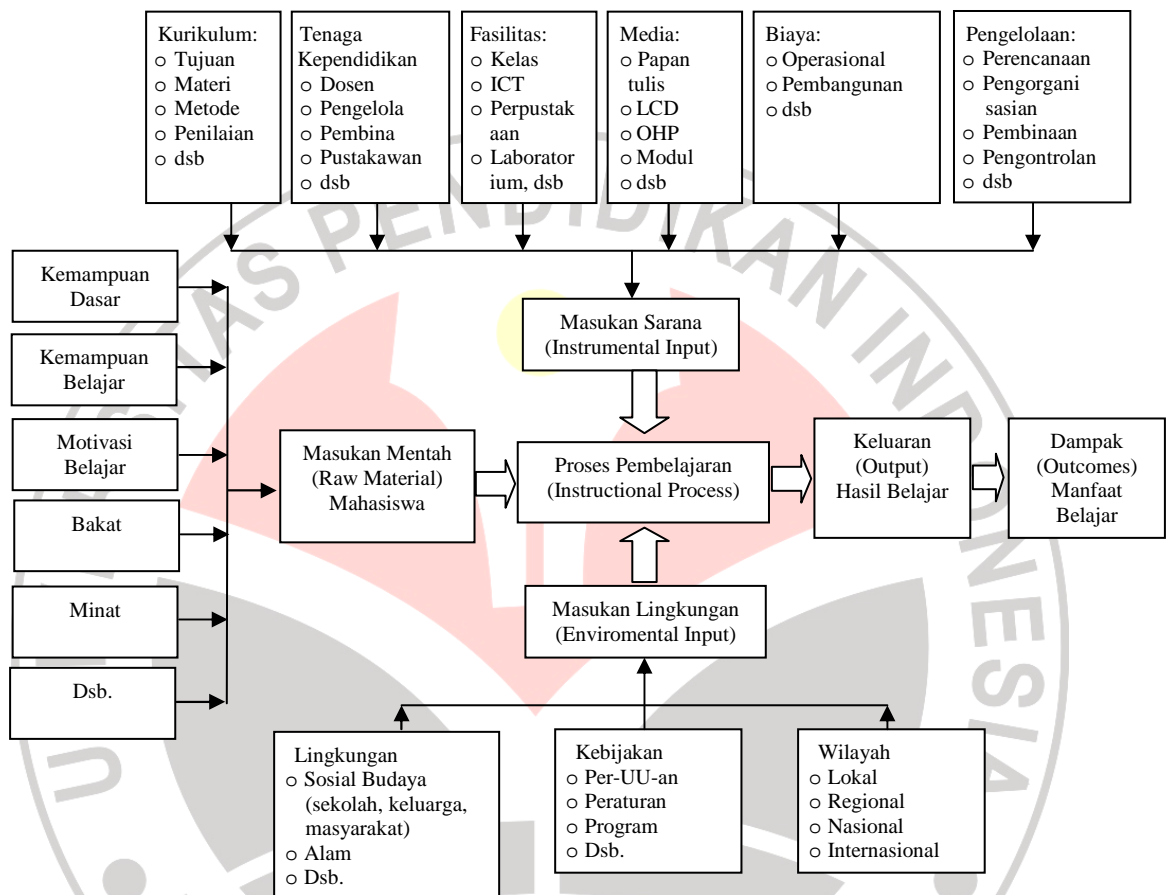 Kurikulum:
○ Tujuan
○ Materi
○ Metode
○ Penilaian
○ dsb
Tenaga
Kependidikan
○ Dosen
○ Pengelola
○ Pembina
○ Pustakawan
○ dsb
Fasilitas:
○ Kelas
○ ICT
○ Perpustak
aan
○ Laborator
ium, dsb
Media:
○ Papan
tulis
○ LCD
○ OHP
○ Modul
○ dsb
Biaya:
○ Operasional
○ Pembangunan
○ dsb
Pengelolaan:
○ Perencanaan
○ Pengorgani
sasian
○ Pembinaan
○ Pengontrolan
○ dsb
Kemampuan
Dasar
Kemampuan
Belajar
Motivasi
Belajar
Bakat
Minat
Dsb.
Masukan Sarana
(Instrumental Input)
Masukan Mentah
(Raw Material)
Mahasiswa
Proses Pembelajaran
(Instructional Process)
Keluaran
(Output)
Hasil Belajar
Dampak
(Outcomes)
Manfaat
Belajar
Masukan Lingkungan
(Enviromental Input)
Lingkungan
○ Sosial Budaya
(sekolah, keluarga,
masyarakat)
○ Alam
○ Dsb.
Kebijakan
○ Per-UU-an
○ Peraturan
○ Program
○ Dsb.
Wilayah
○ Lokal
○ Regional
○ Nasional
○ Internasional
PENDIDIKAN INDONESIA